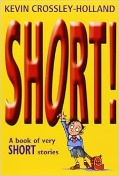 KEVIN CROSSLEY-HOLLAND
SHORT!
A book of very
SHORT stories